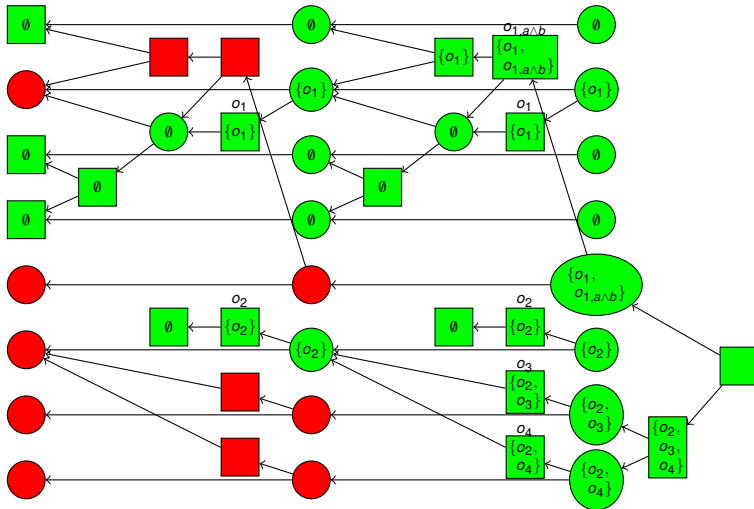 ∅
∅
o₁,ₐ∧b
{o₁}
{o₁,
o₁,ₐ∧b}
{o₁}
{o₁}
o₁
o₁
∅
{o₁}
∅
{o₁}
∅
∅
∅
∅
∅
∅
{o₁,
o₁,ₐ∧b}
o₂
o₂
∅
{o₂}
∅
{o₂}
{o₂}
{o₂}
o₃
{o₂,
o₃}
{o₂,
o₃}
o₄
{o₂,
o₄}
{o₂,
o₃,
o₄}
{o₂,
o₄}